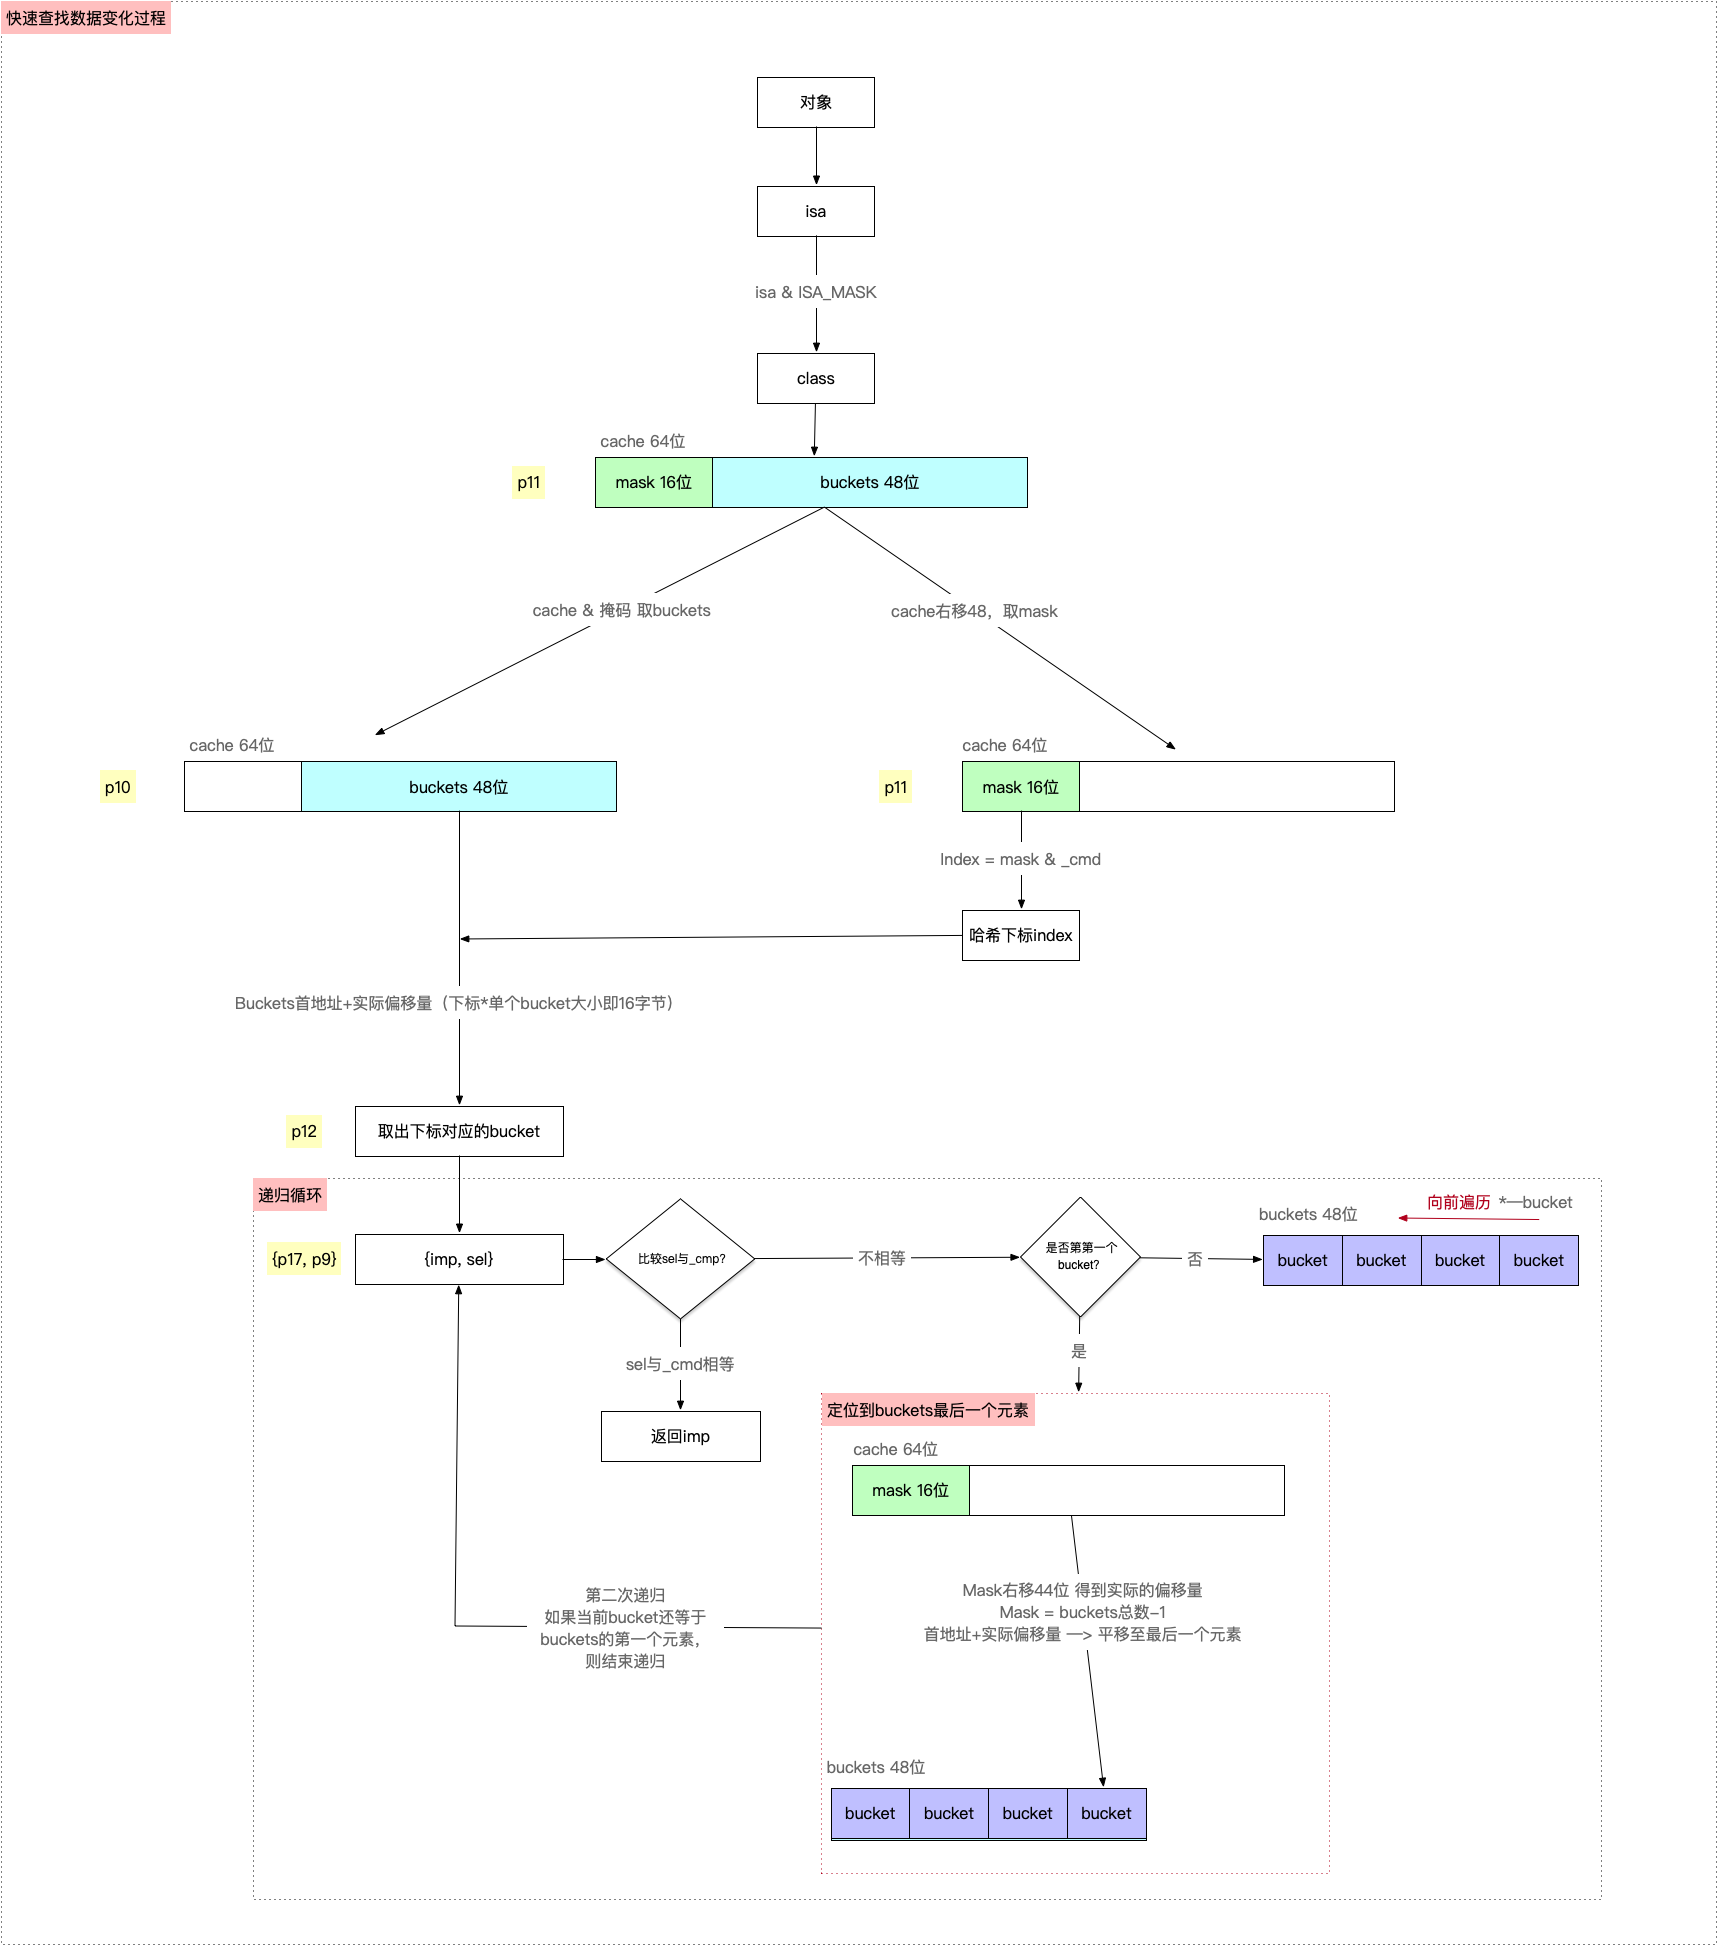 快速查找数据变化过程
对象
isa
isa & ISA_MASK
class
cache 64位
p11
mask 16位
buckets 48位
cache & 掩码 取buckets
cache右移48，取mask
cache 64位
p10
buckets 48位
cache 64位
p11
mask 16位
Index = mask & _cmd
哈希下标index
Buckets首地址+实际偏移量（下标*单个bucket大小即16字节）
p12
取出下标对应的bucket
递归循环
{p17, p9}
{imp, sel}
比较sel与_cmp?
不相等
是否第第一个
bucket?
否
向前遍历 *—bucket
buckets 48位
bucket bucket bucket bucket
sel与_cmd相等
返回imp
是
定位到buckets最后一个元素
cache 64位
mask 16位
Mask右移44位 得到实际的偏移量
Mask = buckets总数-1
首地址+实际偏移量 —> 平移至最后一个元素
第二次递归
如果当前bucket还等于
buckets的第一个元素，
则结束递归
buckets 48位
bucket bucket bucket bucket